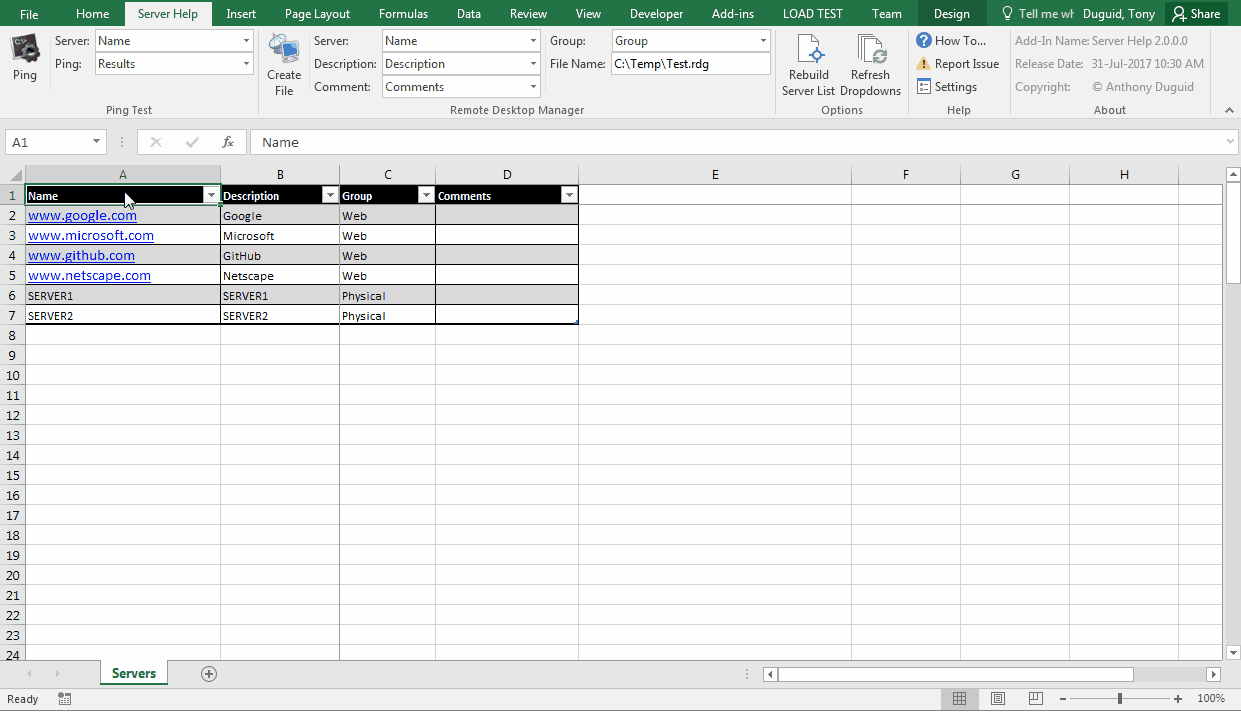 File Home Server Help Insert Page Layout Formulas Data Review View Developer Add-ins LOAD TEST Team Design Tell me wh Duguid, Tony Share
Server: Name Server: Name Group: Group How To... Add-In Name: Server Help 2.0.0.0
Ping: Results Description: Description File Name: C:\Temp\Test.rdg Report Issue Release Date: 31-Jul-2017 10:30 AM
Ping Create File Comment: Comments Rebuild Server List Refresh Dropdowns Settings Copyright: © Anthony Duguid
Ping Test Remote Desktop Manager Options Help About
A1 fx Name
A B C D E F G H
1 Name Description Group Comments
2 www.google.com Google Web
3 www.microsoft.com Microsoft Web
4 www.github.com GitHub Web
5 www.netscape.com Netscape Web
6 SERVER1 SERVER1 Physical
7 SERVER2 SERVER2 Physical
8
9
10
11
12
13
14
15
16
17
18
19
20
21
22
23
24
Servers
Ready 100%